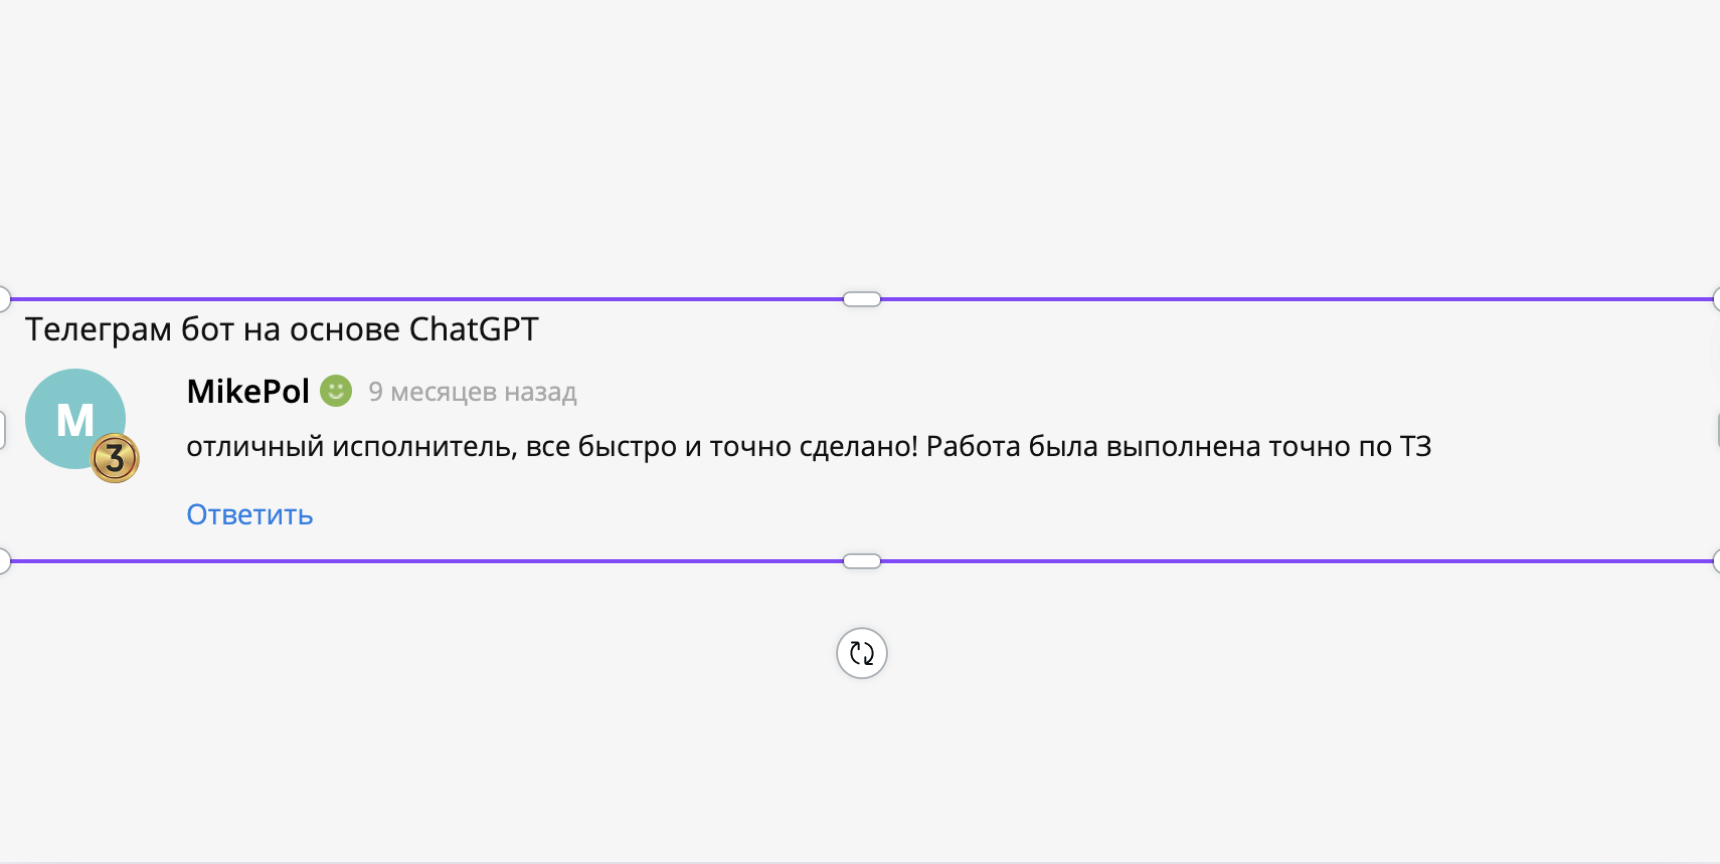 Телеграм бот на основе ChatGPT
M
3
MikePol 9 месяцев назад
отличный исполнитель, все быстро и точно сделано! Работа была выполнена точно по ТЗ
Ответить